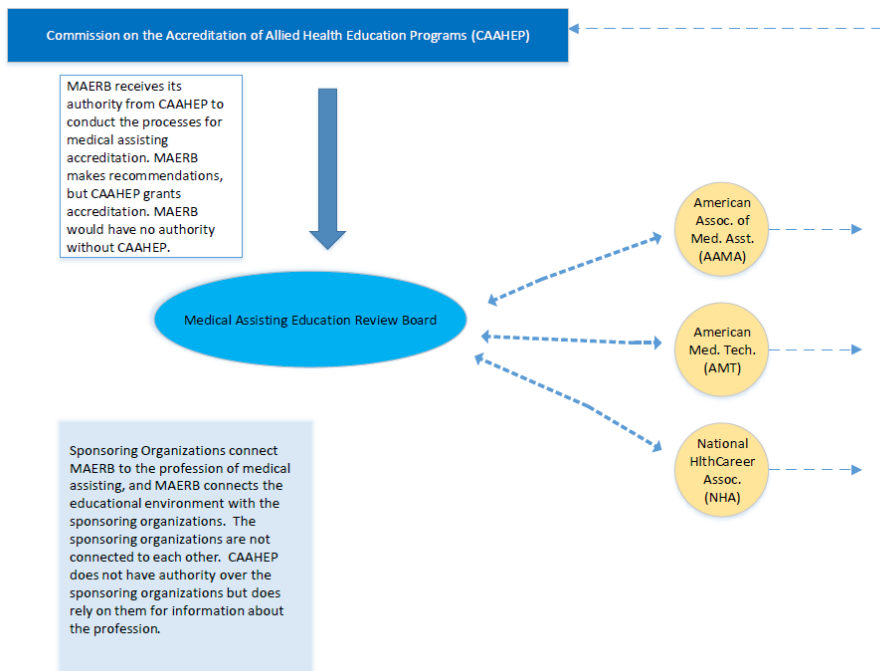 Commission on the Accreditation of Allied Health Education Programs (CAAHEP)
MAERB receives its
authority from CAAHEP to
conduct the processes for
medical assisting
accreditation. MAERB
makes recommendations,
but CAAHEP grants
accreditation. MAERB
would have no authority
without CAAHEP.
American
Assoc. of
Med. Asst.
(AAMA)
Medical Assisting Education Review Board
American
Med. Tech.
(AMT)
National
HlthCareer
Assoc.
(NHA)
Sponsoring Organizations connect
MAERB to the profession of medical
assisting, and MAERB connects the
educational environment with the
sponsoring organizations.  The
sponsoring organizations are not
connected to each other.  CAAHEP
does not have authority over the
sponsoring organizations but does
rely on them for information about
the profession.